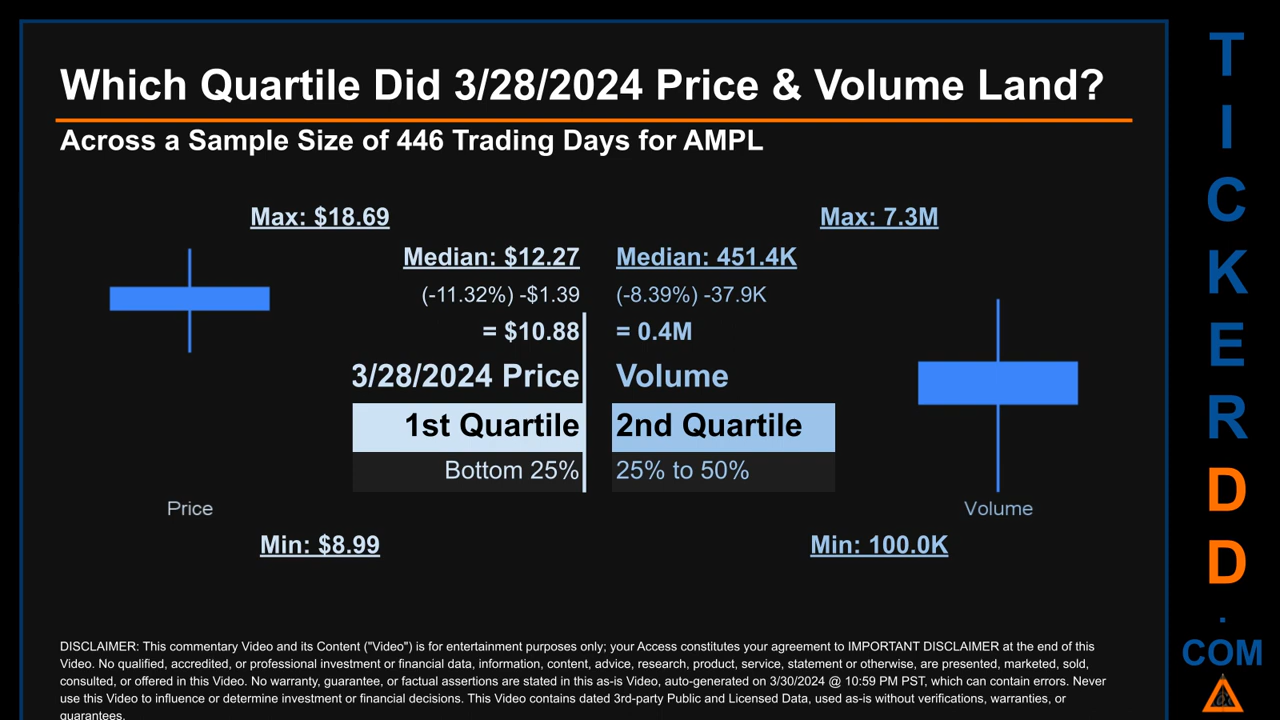 Which Quartile Did 3/28/2024 Price & Volume Land?
Across a Sample Size of 446 Trading Days for AMPL
Max: $18.69
Max: 7.3M
Median: $12.27
Median: 451.4K
(-11.32%) -$1.39
(-8.39%) -37.9K
= $10.88
= 0.4M
3/28/2024 Price
Volume
1st Quartile
2nd Quartile
Bottom 25%
25% to 50%
Price
Volume
Min: $8.99
Min: 100.0K
DISCLAIMER: This commentary Video and its Content ("Video") is for entertainment purposes only; your Access constitutes your agreement to IMPORTANT DISCLAIMER at the end of this
Video. No qualified, accredited, or professional investment or financial data, information, content, advice, research, product, service, statement or otherwise, are presented, marketed, sold,
consulted, or offered in this Video. No warranty, guarantee, or factual assertions are stated in this as-is Video, auto-generated on 3/30/2024 @ 10:59 PM PST, which can contain errors. Never
use this Video to influence or determine investment or financial decisions. This Video contains dated 3rd-party Public and Licensed Data, used as-is without verifications, warranties, or
guarantees.
T
I
C
K
E
R
D
D
.
COM